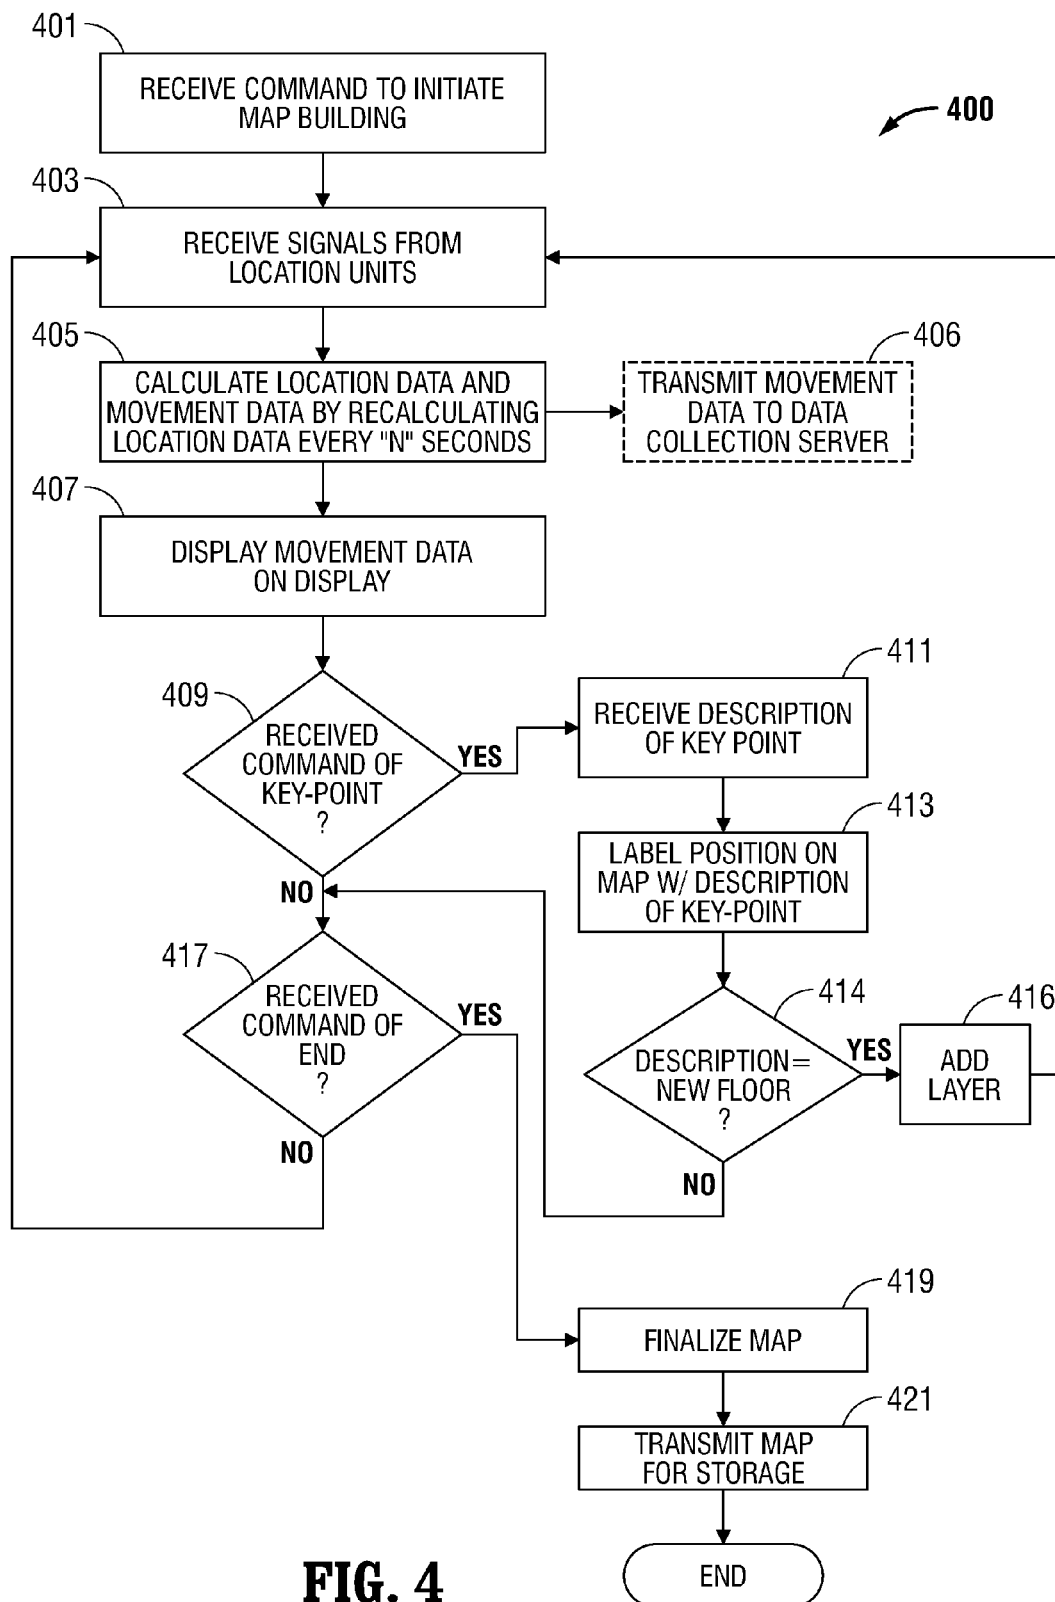 401
RECEIVE COMMAND TO INITIATE
MAP BUILDING
400
403
RECEIVE SIGNALS FROM
LOCATION UNITS
405
CALCULATE LOCATION DATA AND
MOVEMENT DATA BY RECALCULATING
LOCATION DATA EVERY "N" SECONDS
406
TRANSMIT MOVEMENT
DATA TO DATA
COLLECTION SERVER
407
DISPLAY MOVEMENT DATA
ON DISPLAY
409
RECEIVED
COMMAND OF
KEY-POINT
?
YES
NO
411
RECEIVE DESCRIPTION
OF KEY POINT
413
LABEL POSITION ON
MAP W/ DESCRIPTION
OF KEY-POINT
414
DESCRIPTION=
NEW FLOOR
?
YES
NO
416
ADD
LAYER
417
RECEIVED
COMMAND OF
END
?
YES
NO
419
FINALIZE MAP
421
TRANSMIT MAP
FOR STORAGE
END
FIG. 4